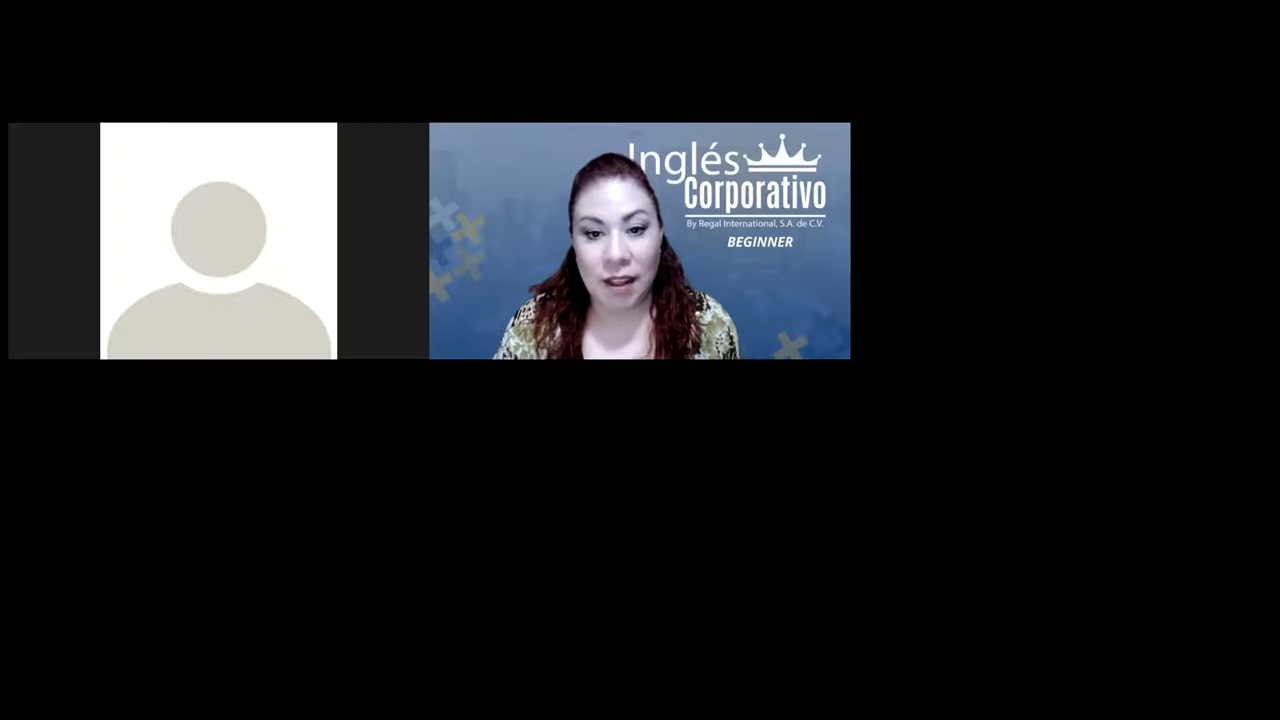 Inglés
Corporativo
By Regal International, S.A. de C.V.
BEGINNER